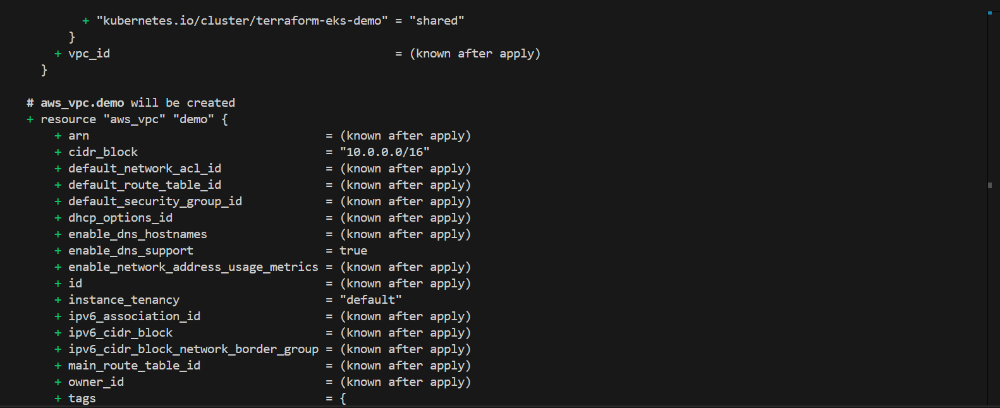 + "kubernetes.io/cluster/terraform-eks-demo" = "shared"
}
+ vpc_id = (known after apply)
}
# aws_vpc.demo will be created
+ resource "aws_vpc" "demo" {
+ arn = (known after apply)
+ cidr_block = "10.0.0.0/16"
+ default_network_acl_id = (known after apply)
+ default_route_table_id = (known after apply)
+ default_security_group_id = (known after apply)
+ dhcp_options_id = (known after apply)
+ enable_dns_hostnames = (known after apply)
+ enable_dns_support = true
+ enable_network_address_usage_metrics = (known after apply)
+ id = (known after apply)
+ instance_tenancy = "default"
+ ipv6_association_id = (known after apply)
+ ipv6_cidr_block = (known after apply)
+ ipv6_cidr_block_network_border_group = (known after apply)
+ main_route_table_id = (known after apply)
+ owner_id = (known after apply)
+ tags = {